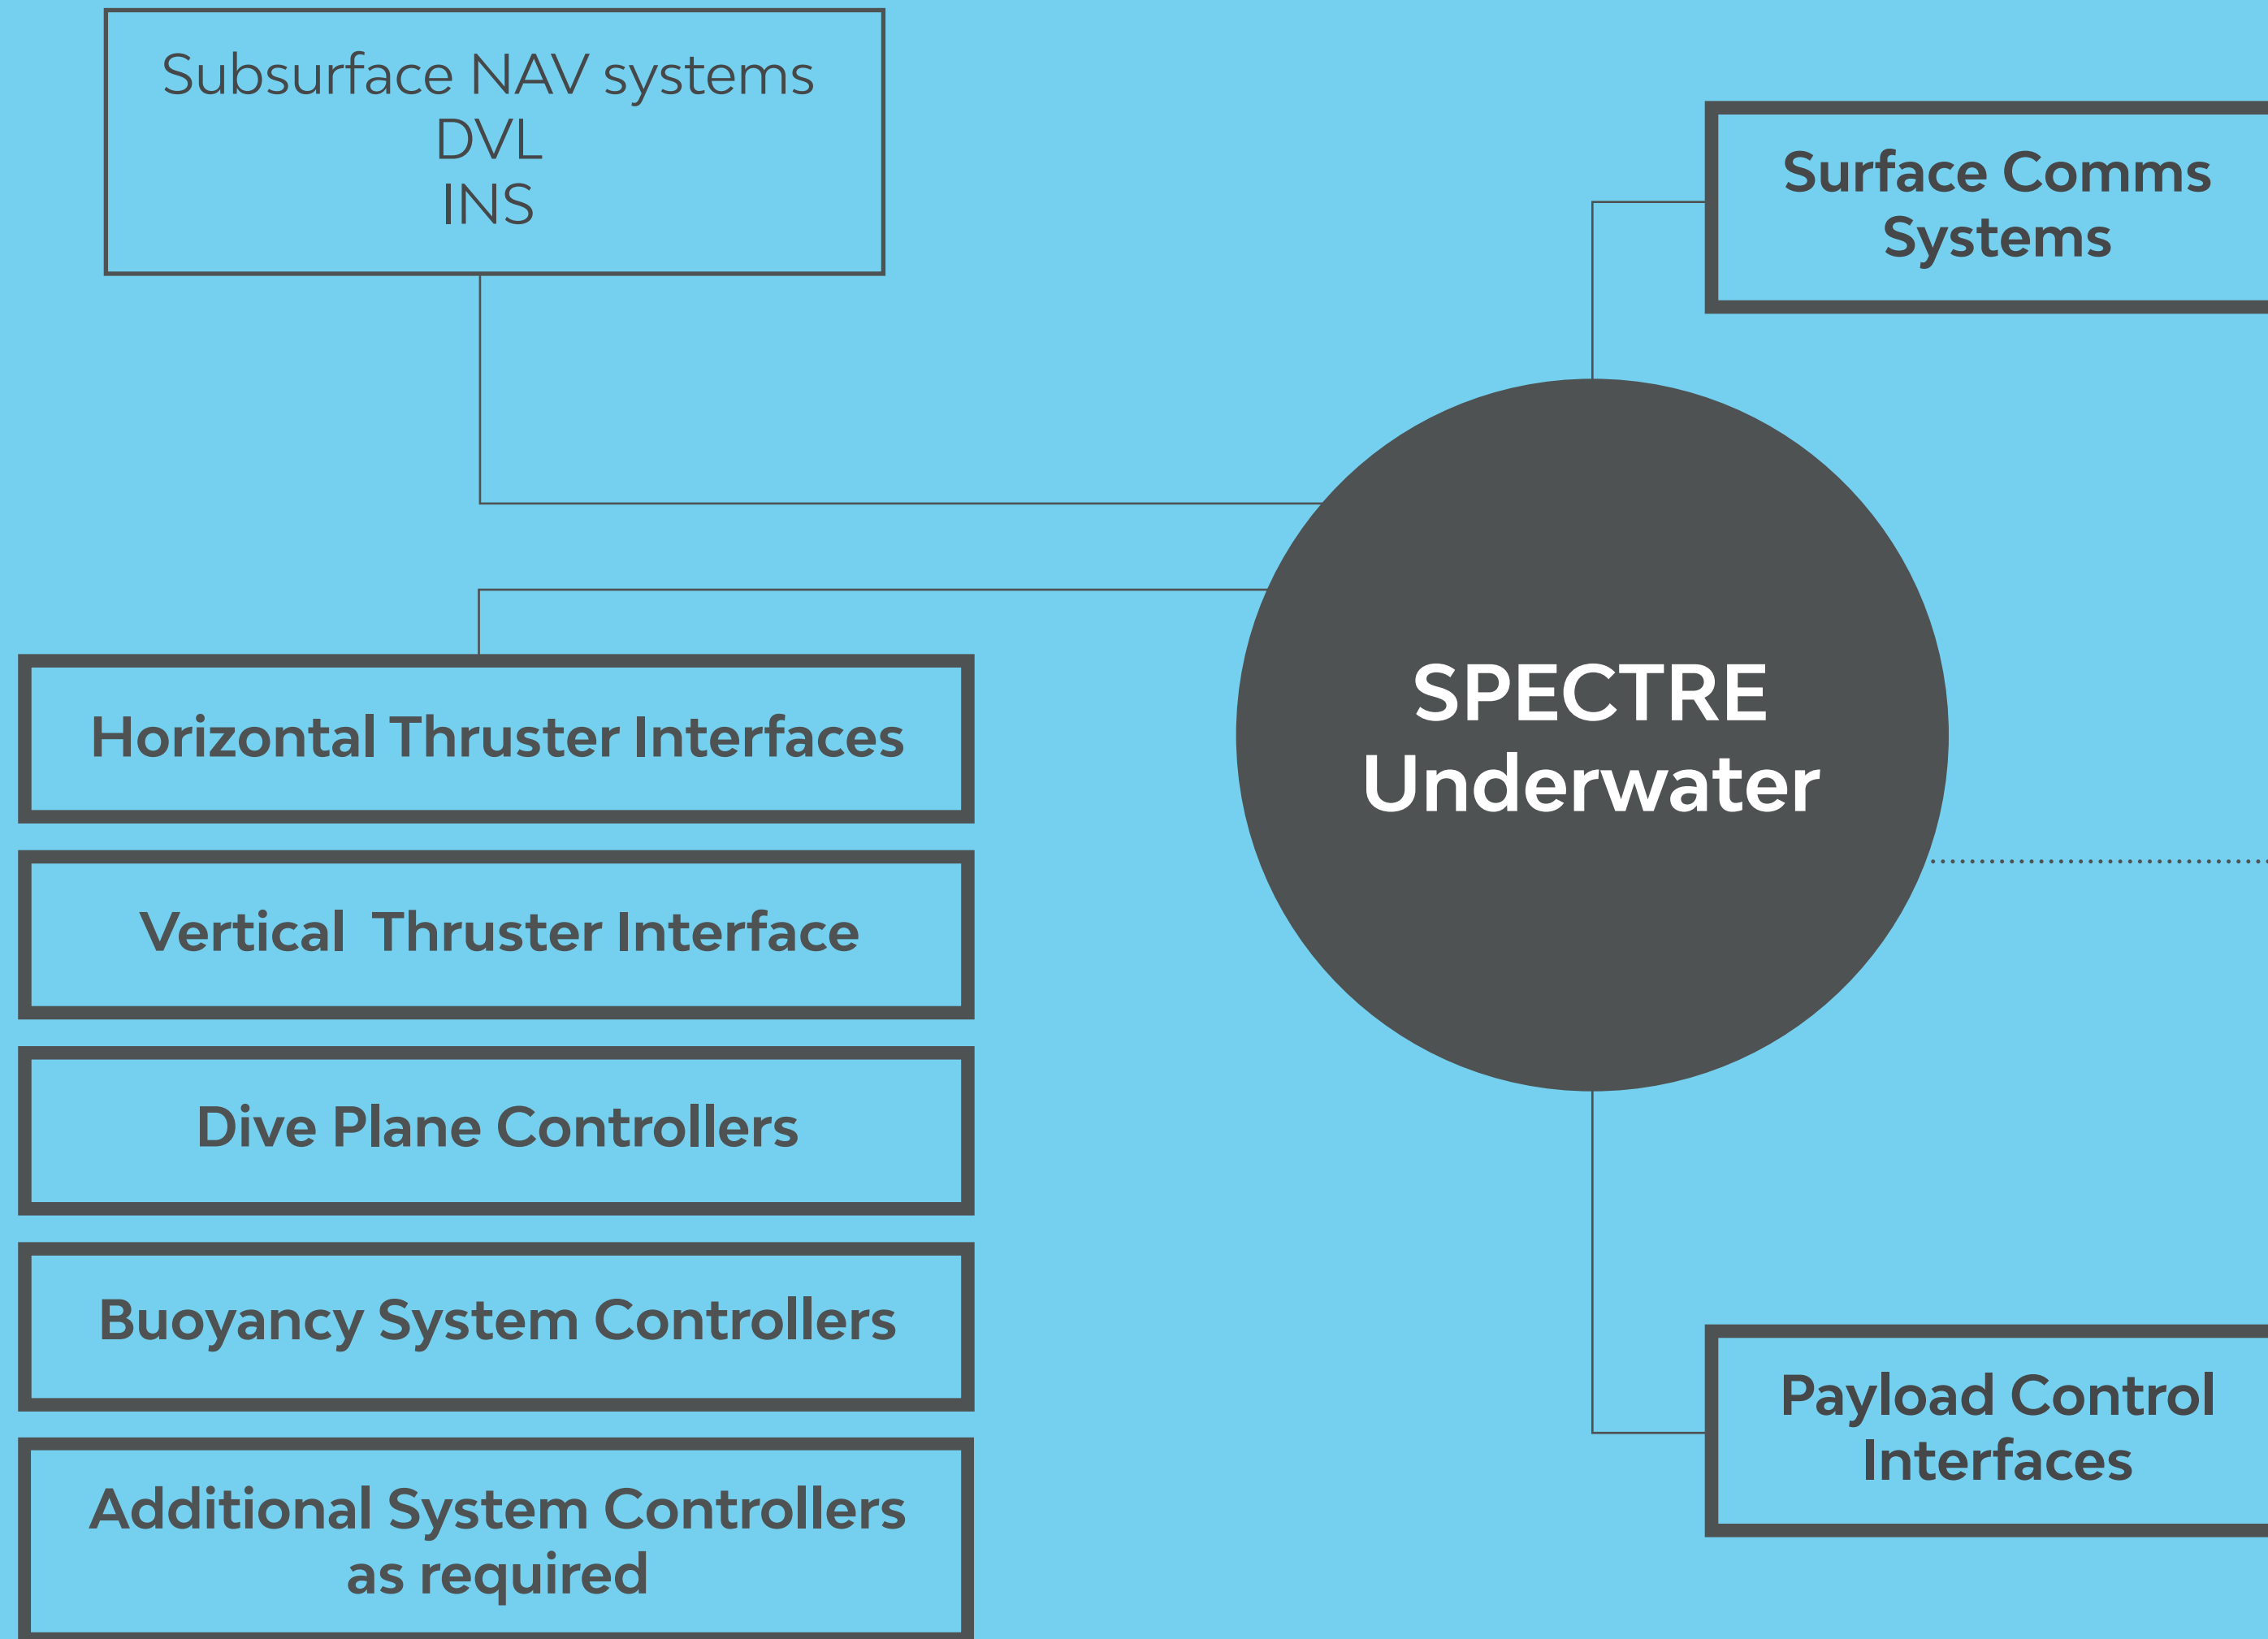 Subsurface NAV systems
DVL
INS
Surface Comms
Systems
SPECTRE
Underwater
Horizontal Thruster Interfaces
Vertical Thruster Interface
Dive Plane Controllers
Buoyancy System Controllers
Additional System Controllers
as required
Payload Control
Interfaces